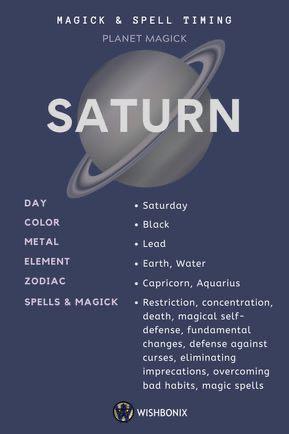 MAGICK & SPELL TIMING
PLANET MAGICK
SATURN
DAY
• Saturday
COLOR
• Black
METAL
• Lead
ELEMENT
• Earth, Water
ZODIAC
• Capricorn, Aquarius
SPELLS & MAGICK
• Restriction, concentration,
death, magical self-
defense, fundamental
changes, defense against
curses, eliminating
imprecations, overcoming
bad habits, magic spells
WISHBONIX